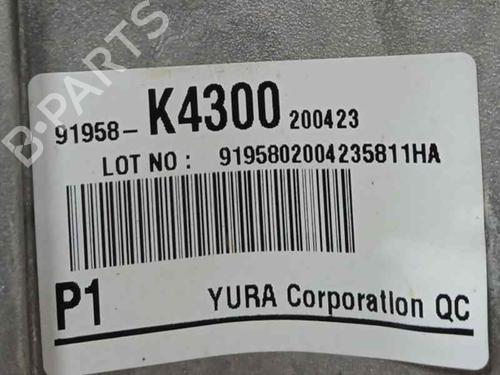 B-PARTS
91958- K4300 200423
LOT NO : 9195802004235811HA
P1 YURA Corporation QC